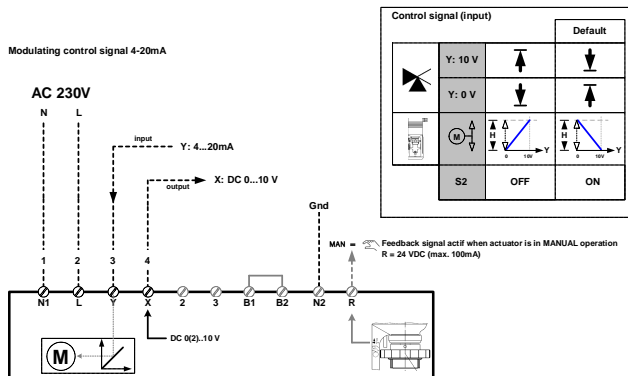 Modulating control signal 4-20mA
AC 230V
N L
input
Y: 4...20mA
output
X: DC 0...10 V
Gnd
MAN = Feedback signal actif when actuator is in MANUAL operation
R = 24 VDC (max. 100mA)
1 2 3 4
N1 L Y X 2 3 B1 B2 N2 R
DC 0(2)..10 V
M
Control signal (input)
Default
Y: 10 V
Y: 0 V
M
H
0 10V Y
H
0 10V Y
S2 OFF ON